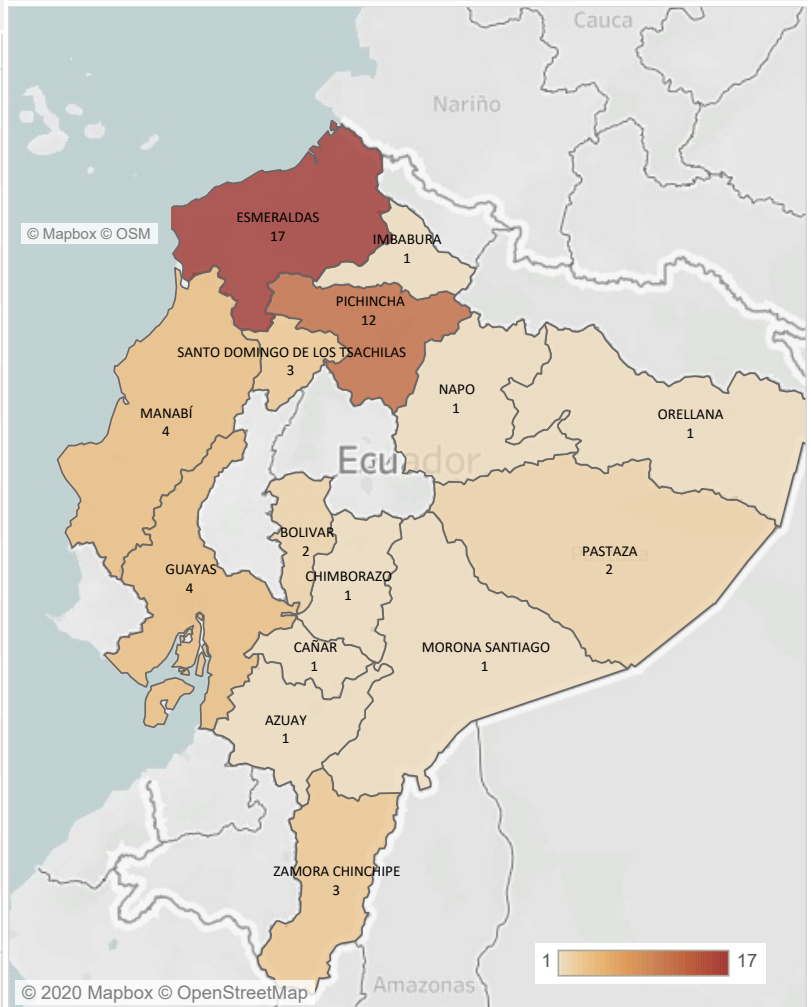 Cauca
Nariño
ESMERALDAS
17
© Mapbox © OSM
IMBABURA
1
PICHINCHA
12
SANTO DOMINGO DE LOS TSACHILAS
3
NAPO
1
MANABÍ
4
ORELLANA
1
Ecuador
BOLIVAR
2
PASTAZA
2
GUAYAS
4
CHIMBORAZO
1
CAÑAR
1
MORONA SANTIAGO
1
AZUAY
1
ZAMORA CHINCHIPE
3
1 17
Amazonas
© 2020 Mapbox © OpenStreetMap